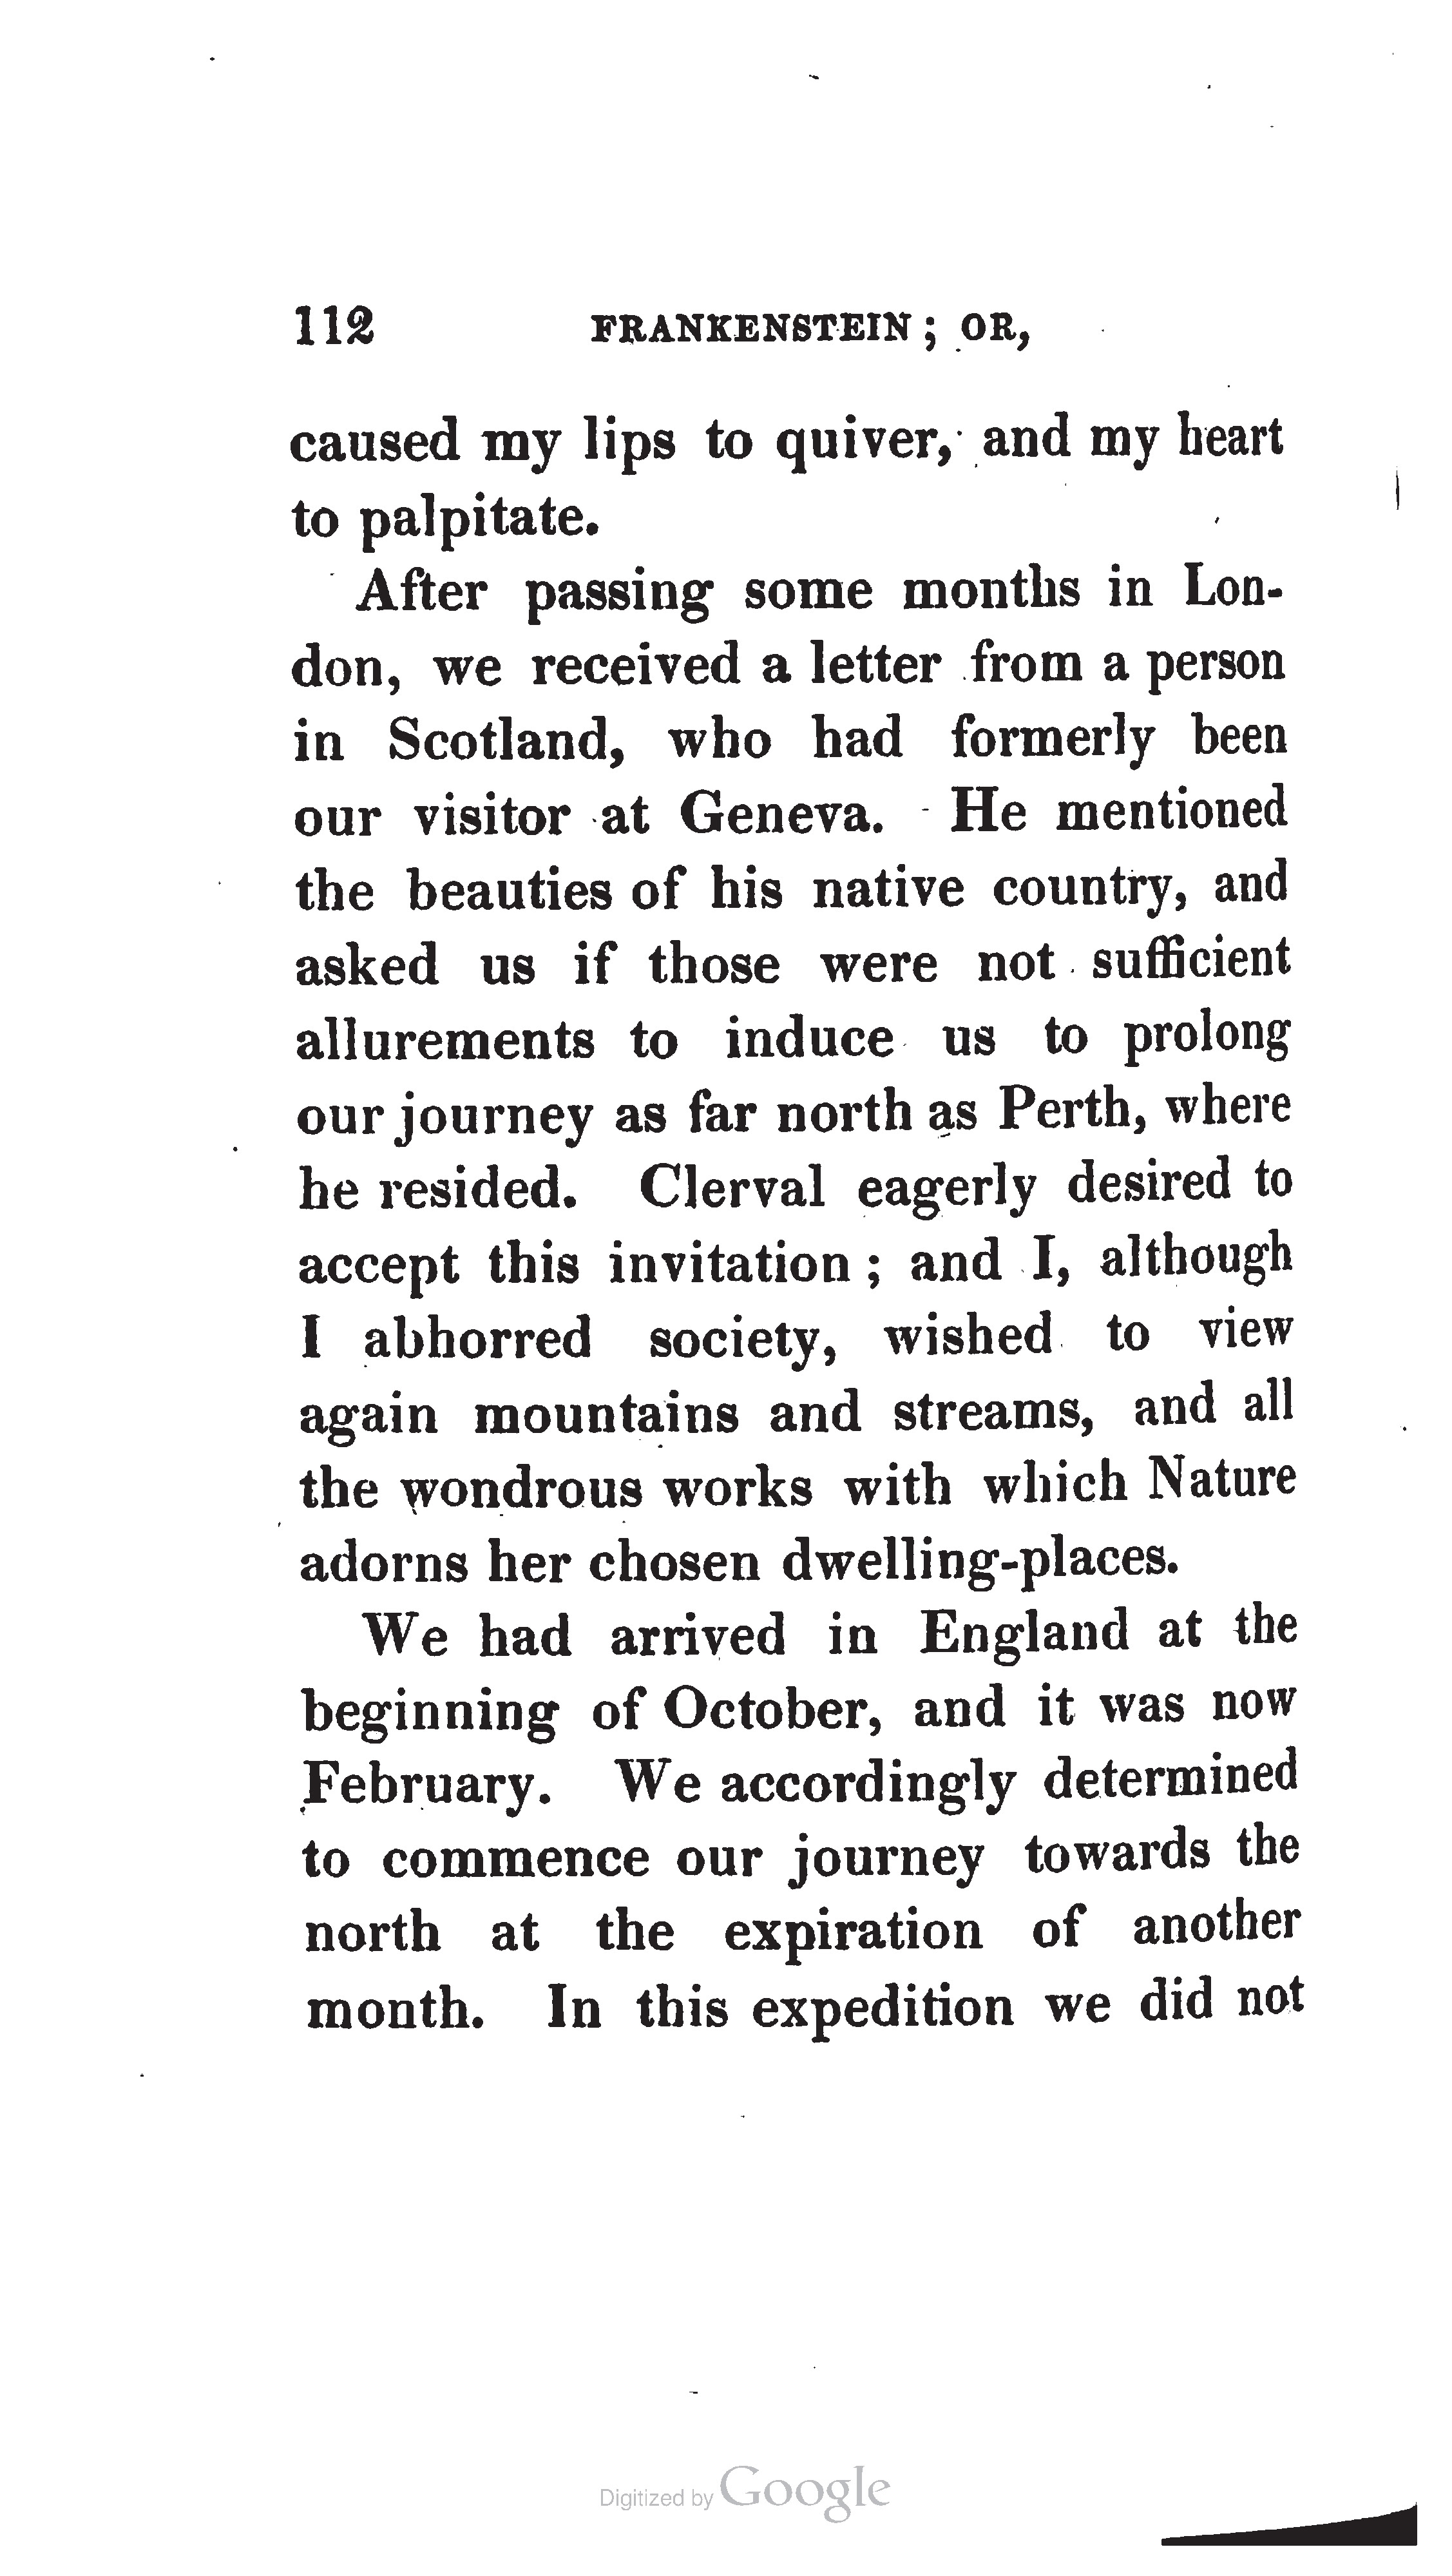 112 FRANKENSTEIN ; OR,
caused my lips to quiver, and my heart
to palpitate.
After passing some months in Lon-
don, we received a letter from a person
in Scotland, who had formerly been
our visitor at Geneva. He mentioned
the beauties of his native country, and
asked us if those were not sufficient
allurements to induce us to prolong
our journey as far north as Perth, where
he resided. Clerval eagerly desired to
accept this invitation ; and I, although
I abhorred society, wished to view
again mountains and streams, and all
the wondrous works with which Nature
adorns her chosen dwelling-places.
We had arrived in England at the
beginning of October, and it was now
February. We accordingly determined
to commence our journey towards the
north at the expiration of another
month. In this expedition we did not
Digitized by Google